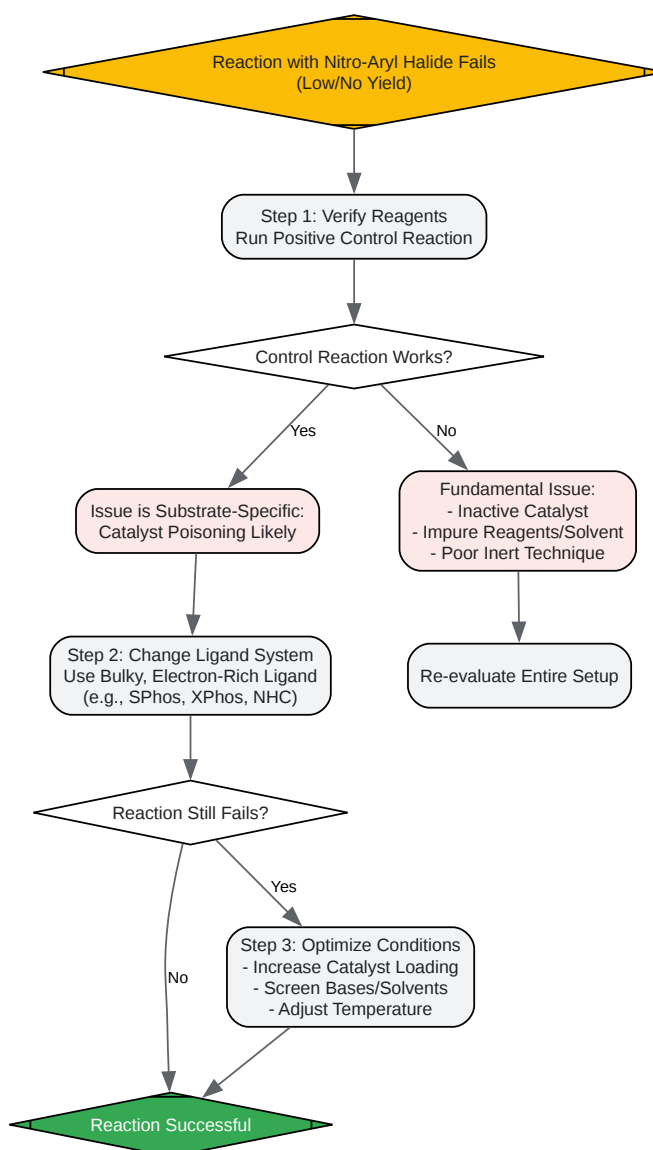 Reaction with Nitro-Aryl Halide Fails
(Low/No Yield)
Step 1: Verify Reagents
Run Positive Control Reaction
Control Reaction Works?
Yes
No
Issue is Substrate-Specific:
Catalyst Poisoning Likely
Fundamental Issue:
- Inactive Catalyst
- Impure Reagents/Solvent
- Poor Inert Technique
Step 2: Change Ligand System
Use Bulky, Electron-Rich Ligand
(e.g., SPhos, XPhos, NHC)
Re-evaluate Entire Setup
Reaction Still Fails?
Yes
Step 3: Optimize Conditions
- Increase Catalyst Loading
- Screen Bases/Solvents
- Adjust Temperature
No
Reaction Successful